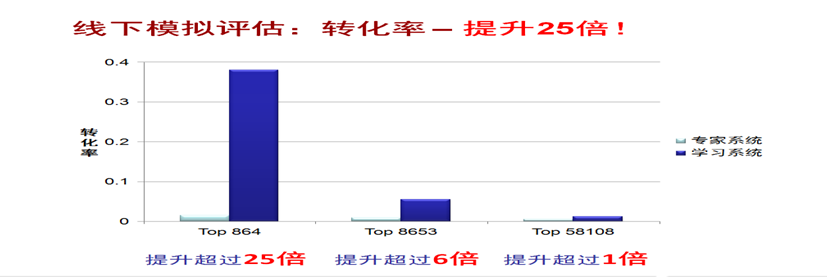 线下模拟评估：转化率 – 提升25倍！
0.4
0.3
0.2
0.1
0
转化率
专家系统
学习系统
Top 864
Top 8653
Top 58108
提升超过25倍
提升超过6倍
提升超过1倍